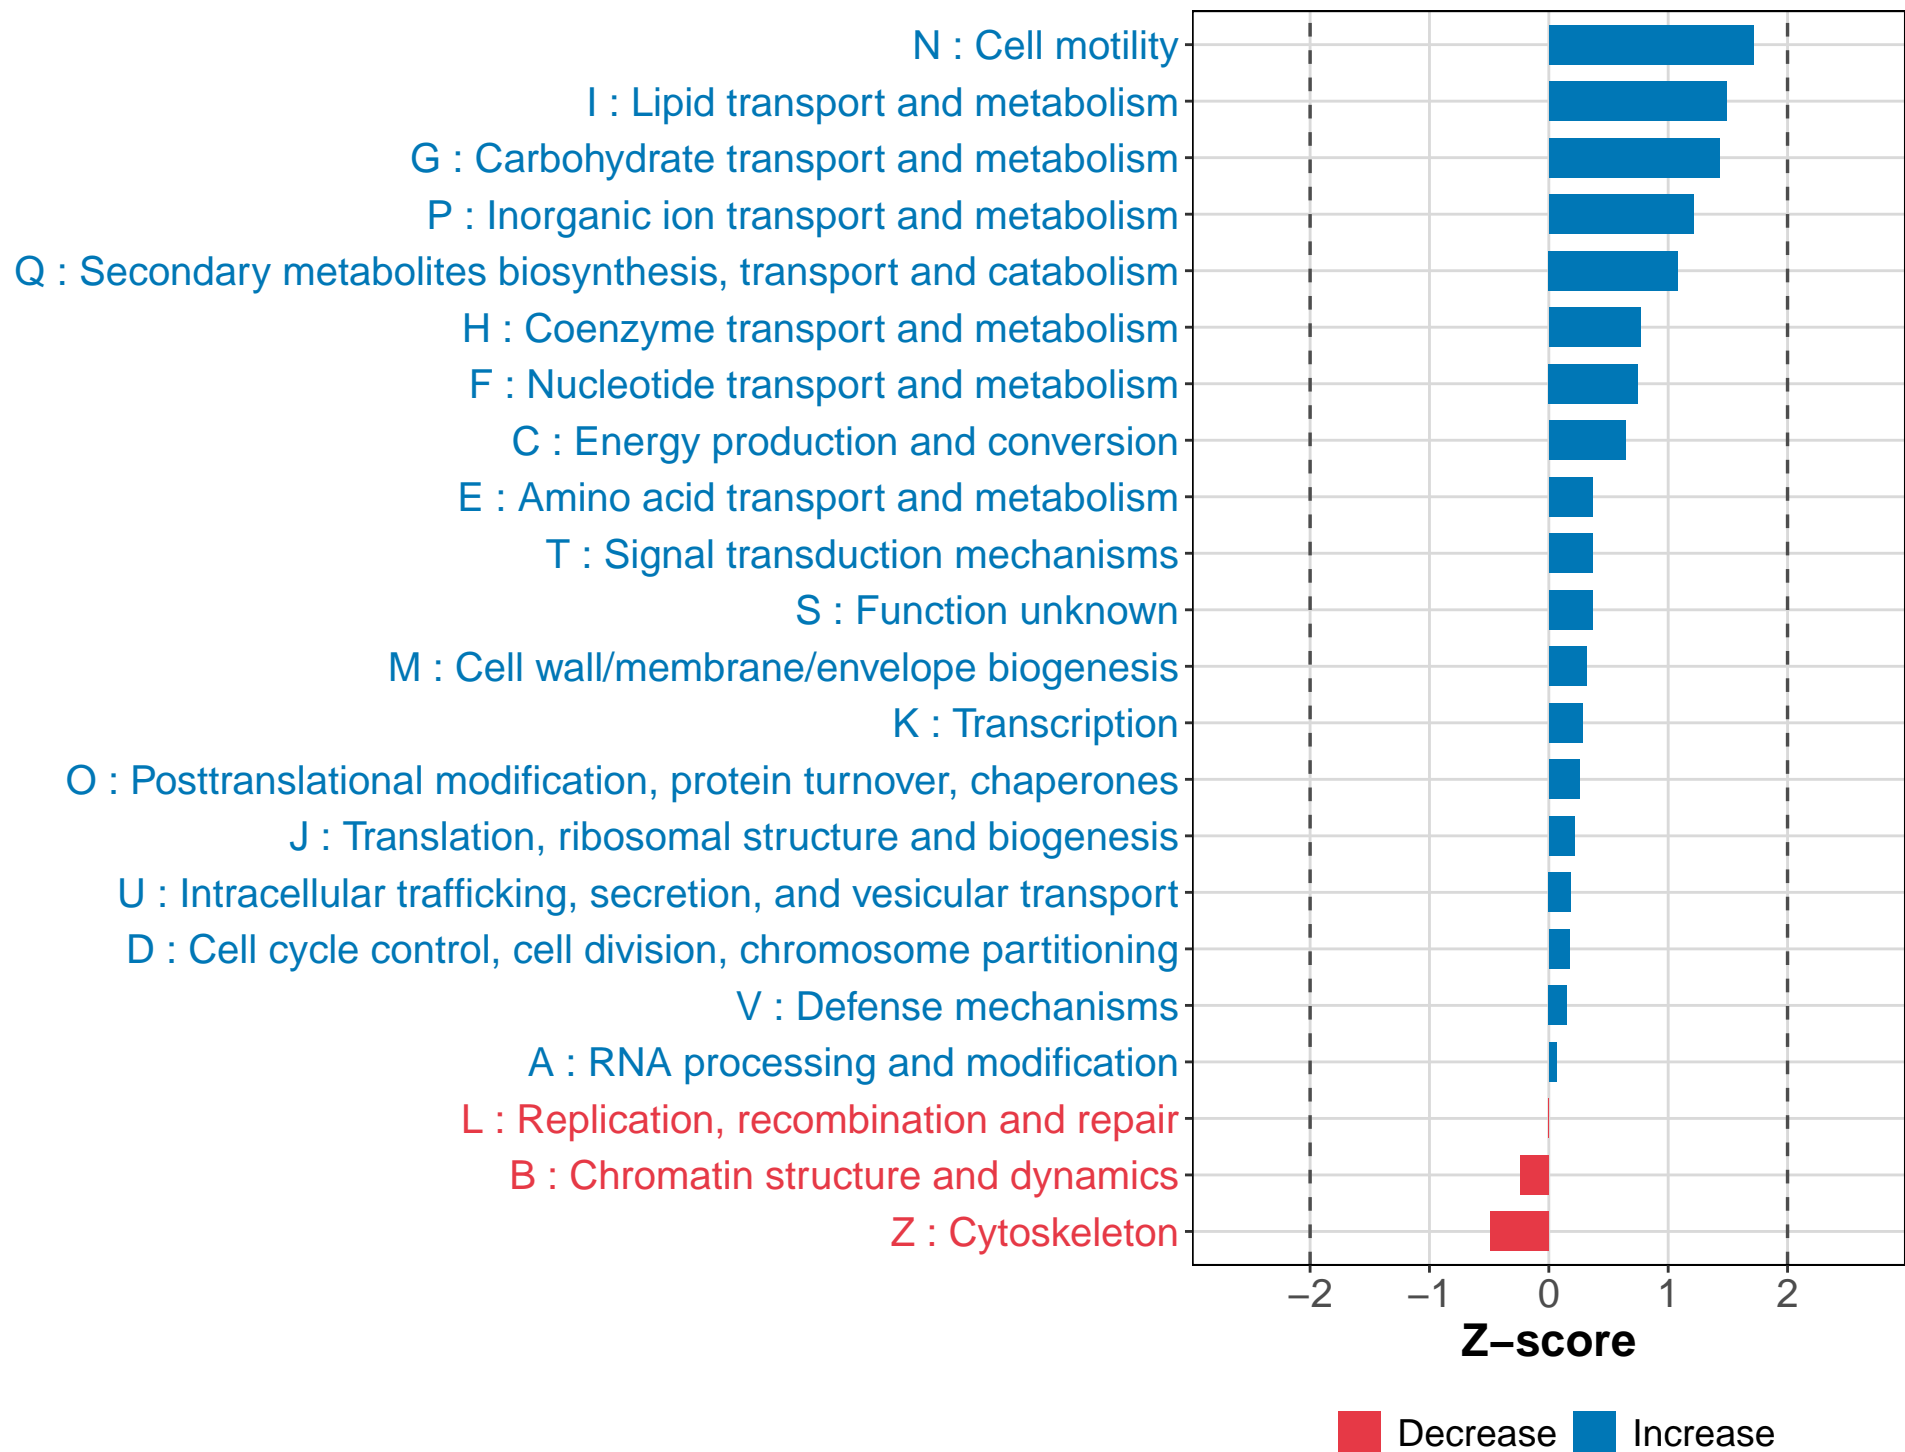 N : Cell motility
I : Lipid transport and metabolism
G : Carbohydrate transport and metabolism
P : Inorganic ion transport and metabolism
Q : Secondary metabolites biosynthesis, transport and catabolism
H : Coenzyme transport and metabolism
F : Nucleotide transport and metabolism
C : Energy production and conversion
E : Amino acid transport and metabolism
T : Signal transduction mechanisms
S : Function unknown
M : Cell wall/membrane/envelope biogenesis
K : Transcription
O : Posttranslational modification, protein turnover, chaperones
J : Translation, ribosomal structure and biogenesis
U : Intracellular trafficking, secretion, and vesicular transport
D : Cell cycle control, cell division, chromosome partitioning
V : Defense mechanisms
A : RNA processing and modification
L : Replication, recombination and repair
B : Chromatin structure and dynamics
Z : Cytoskeleton
−2 −1 0 1 2
Z−score
Decrease Increase